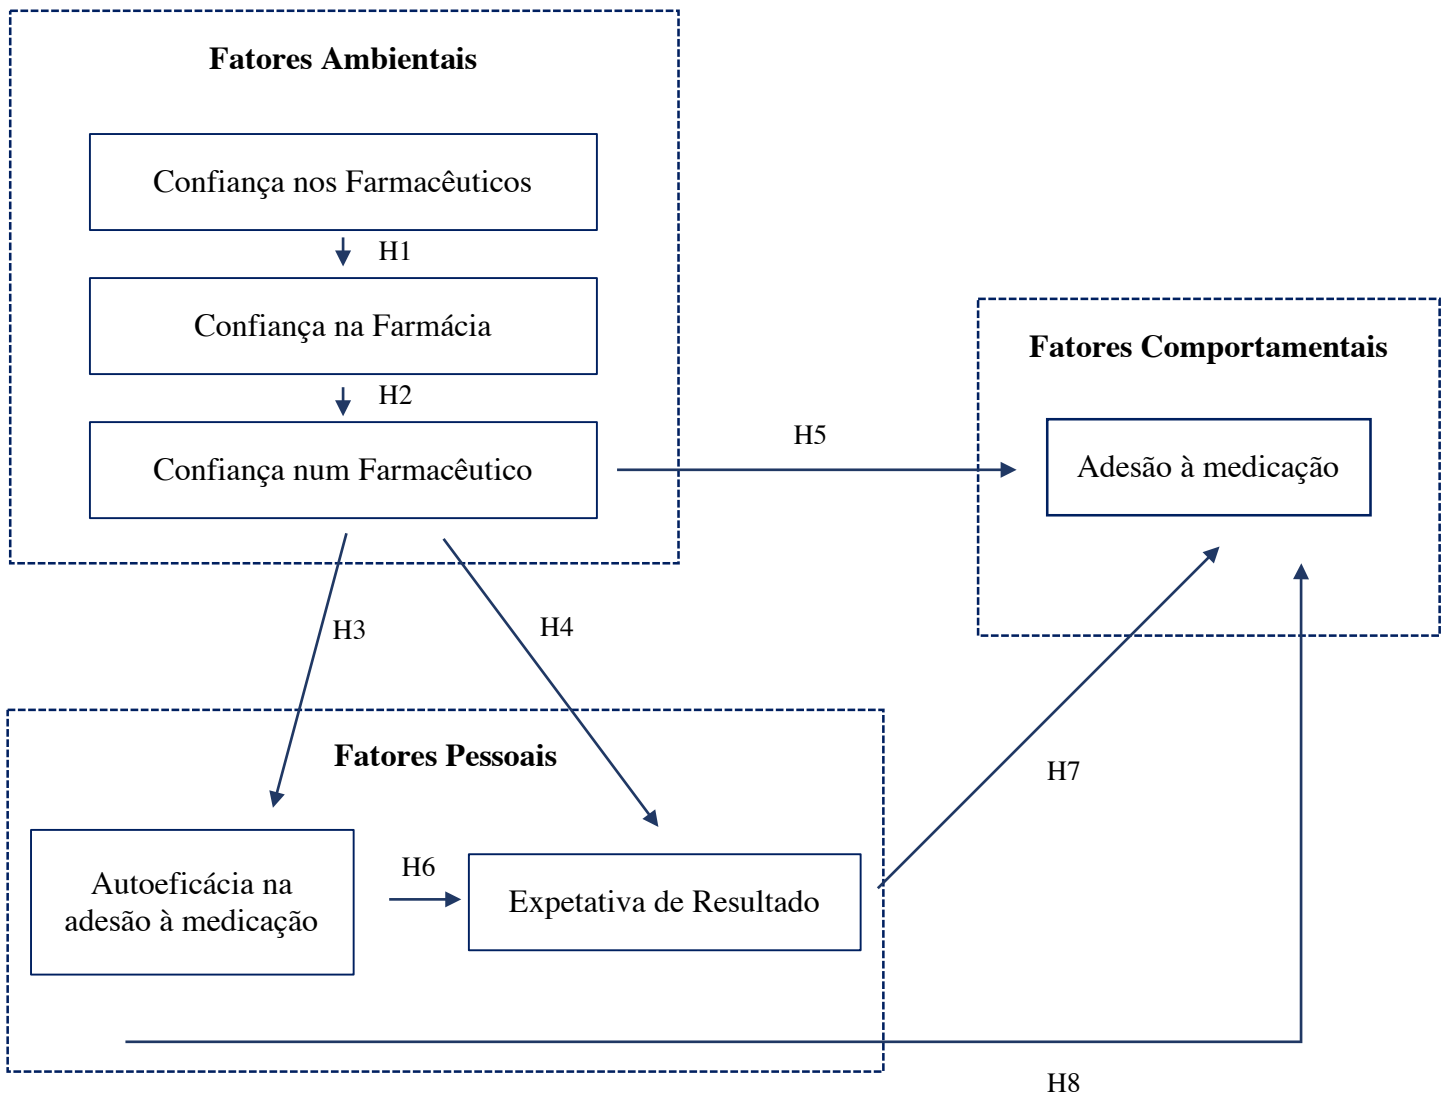 Fatores Ambientais
Confiança nos Farmacêuticos
H1
Confiança na Farmácia
H2
Confiança num Farmacêutico
H5
Fatores Comportamentais
Adesão à medicação
H3
H4
Fatores Pessoais
H7
Autoeficácia na
adesão à medicação
H6
Expetativa de Resultado
H8